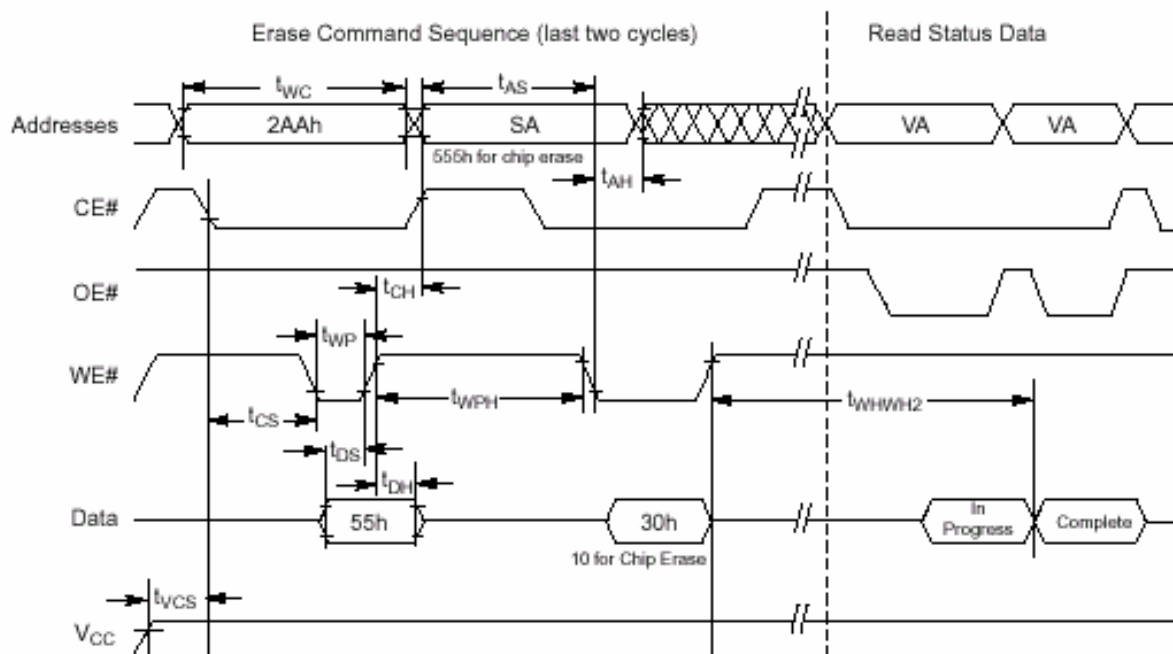 Erase Command Sequence (last two cycles) Read Status Data
tWC tAS
Addresses 2AAh SA VA VA
555h for chip erase
tAH
CE#
OE#
tCH
tWP
WE#
tWPH tWHWH2
tCS
tDS
tDH
Data 55h 30h In Progress Complete
10 for Chip Erase
tVCS
VCC